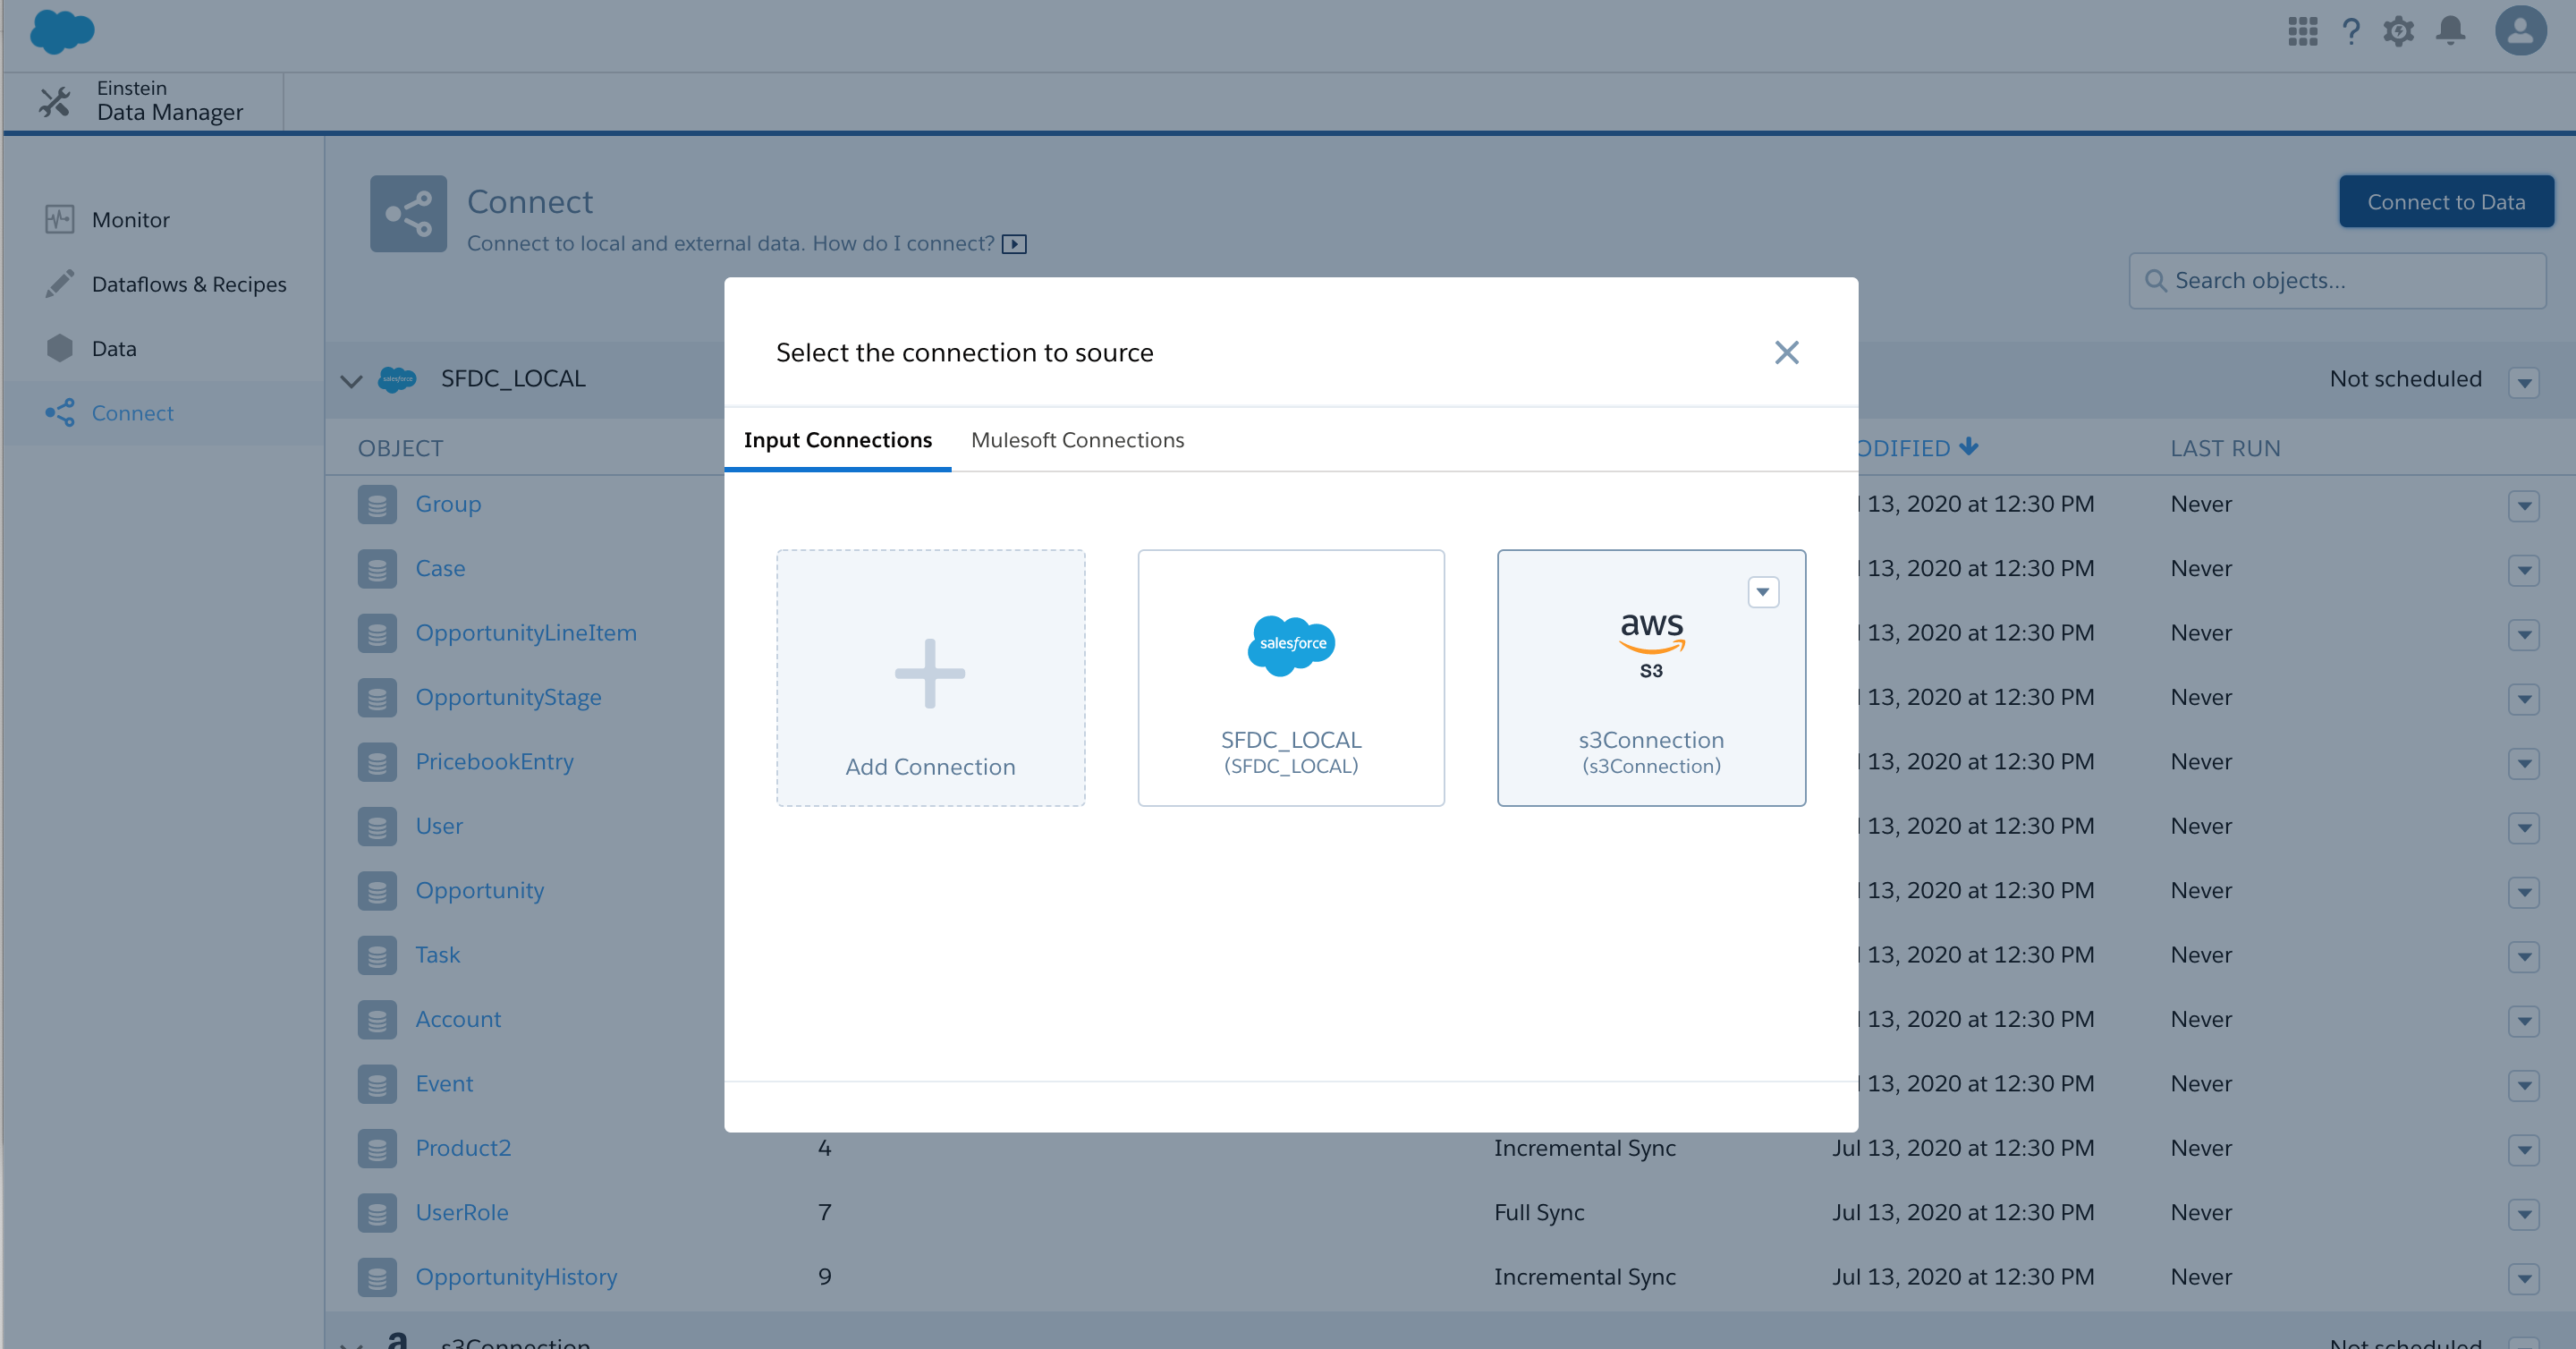 Einstein
Data Manager
Monitor
Dataflows & Recipes
Data
Connect
Connect
Connect to local and external data. How do I connect?
Connect to Data
Search objects...
salesforce
SFDC_LOCAL
Not scheduled
OBJECT
ODIFIED
LAST RUN
Group
13, 2020 at 12:30 PM
Never
Case
13, 2020 at 12:30 PM
Never
OpportunityLineItem
13, 2020 at 12:30 PM
Never
OpportunityStage
13, 2020 at 12:30 PM
Never
PricebookEntry
13, 2020 at 12:30 PM
Never
User
13, 2020 at 12:30 PM
Never
Opportunity
13, 2020 at 12:30 PM
Never
Task
13, 2020 at 12:30 PM
Never
Account
13, 2020 at 12:30 PM
Never
Event
13, 2020 at 12:30 PM
Never
Product2
4
Incremental Sync
Jul 13, 2020 at 12:30 PM
Never
UserRole
7
Full Sync
Jul 13, 2020 at 12:30 PM
Never
OpportunityHistory
9
Incremental Sync
Jul 13, 2020 at 12:30 PM
Never
a
s3Connection
Not scheduled
Select the connection to source
Input Connections
Mulesoft Connections
Add Connection
salesforce
SFDC_LOCAL
(SFDC_LOCAL)
aws
S3
s3Connection
(s3Connection)